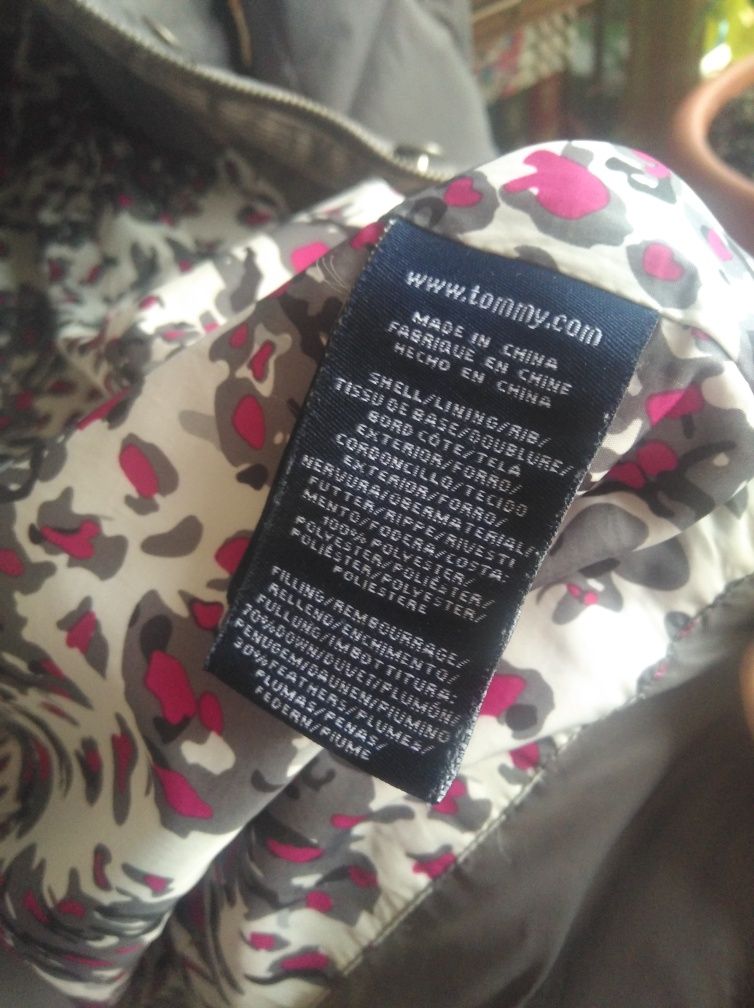 www.tommy.com
MADE IN CHINA
FABRIQUE EN CHINE
HECHO EN CHINA
SHELL/LINING/RIB/
TISSU DE BASE/DOUBLURE/
BORD CÔTE/TELA
EXTERIOR/FORRO/
CORDONCILLO/TECIDO
EXTERIOR/FORRO/
NERVURA/OBERMATERIAL/
FUTTER/RIPPE/RIVESTI
MENTO/FODERA/COSTA:
100% POLYESTER/
POLYESTER/POLIÉSTER/
POLIÉSTER/POLYESTER/
POLIESTERE
FILLING/REMBOURRAGE/
RELLENO/ENCHIMENTO/
FULLUNG/IMBOTTITURA:
70%DOWN/DUVET/PLUMÓN/
PENUGEM/DAUNEN/PIUMINO
30%FEATHERS/PLUMES/
PLUMAS/PENAS/
FEDERN/PIUME